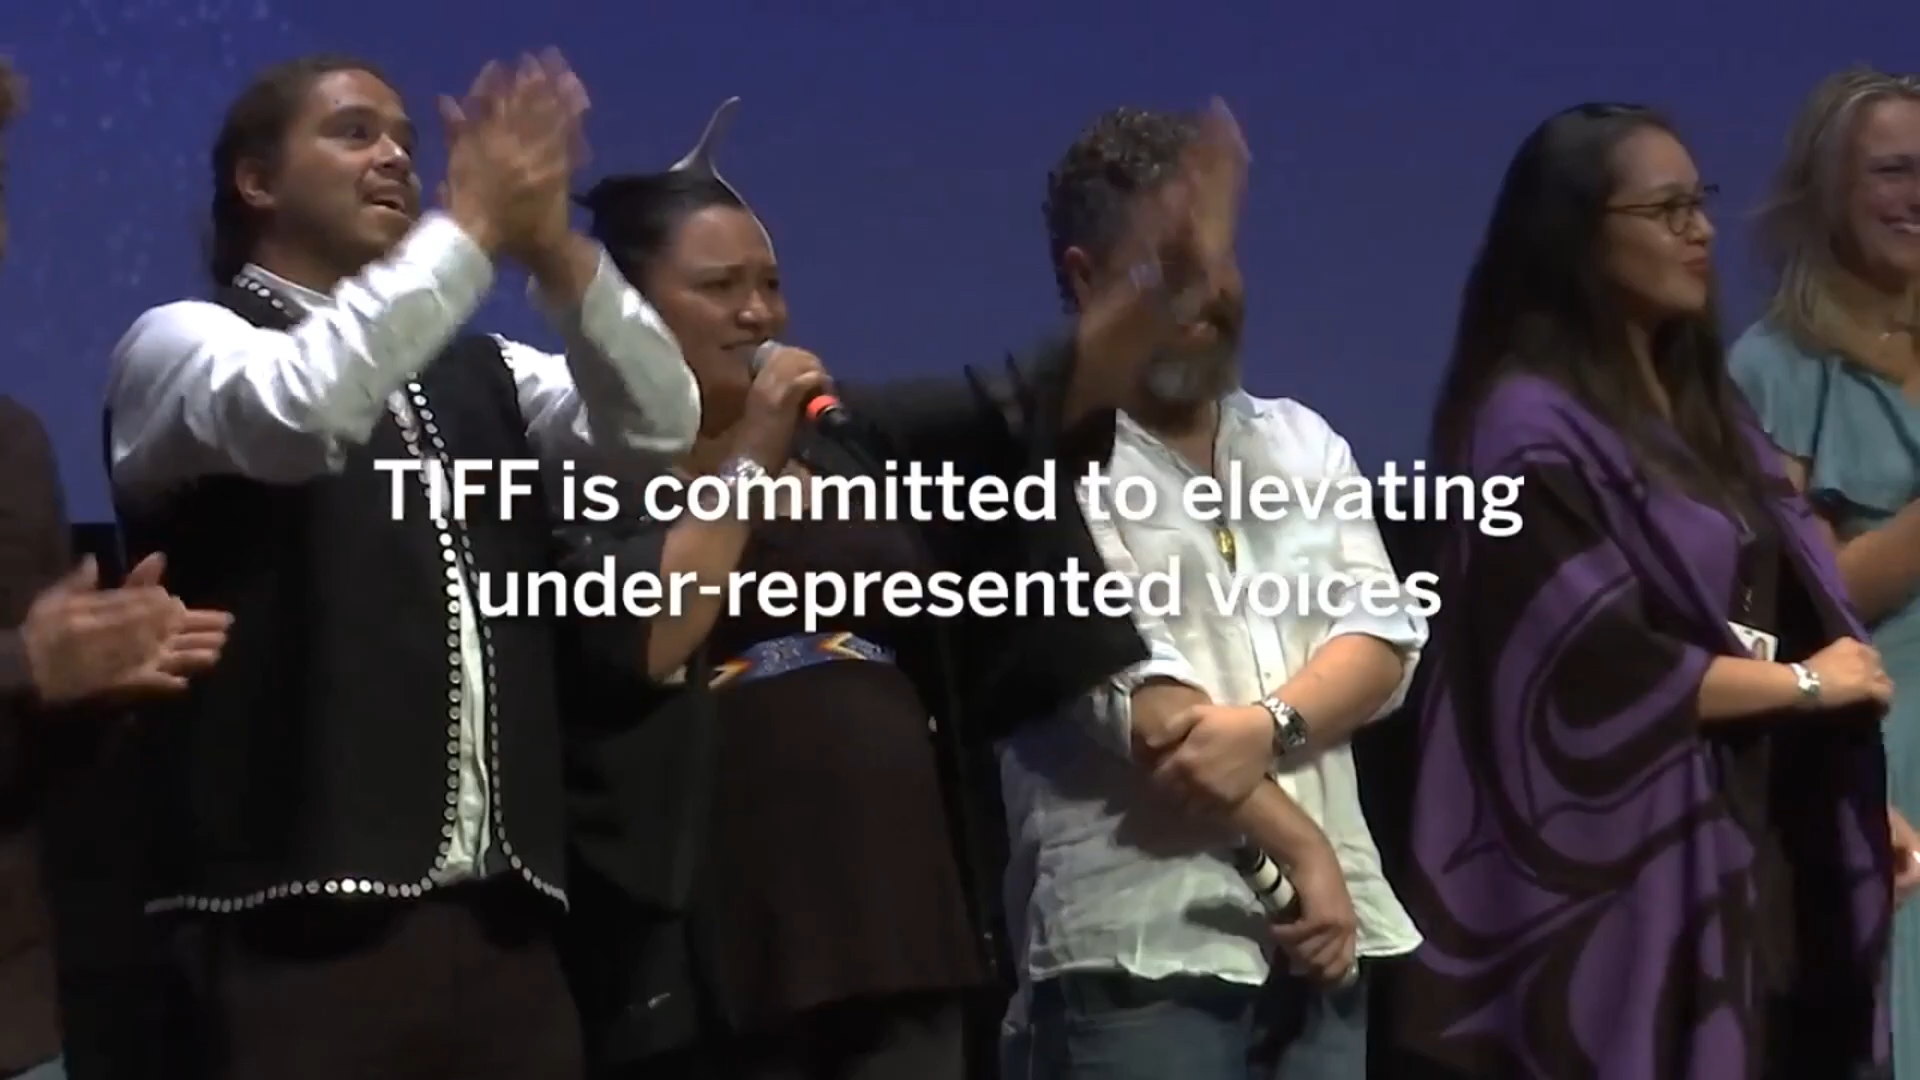 TIFF is committed to elevating
under-represented voices